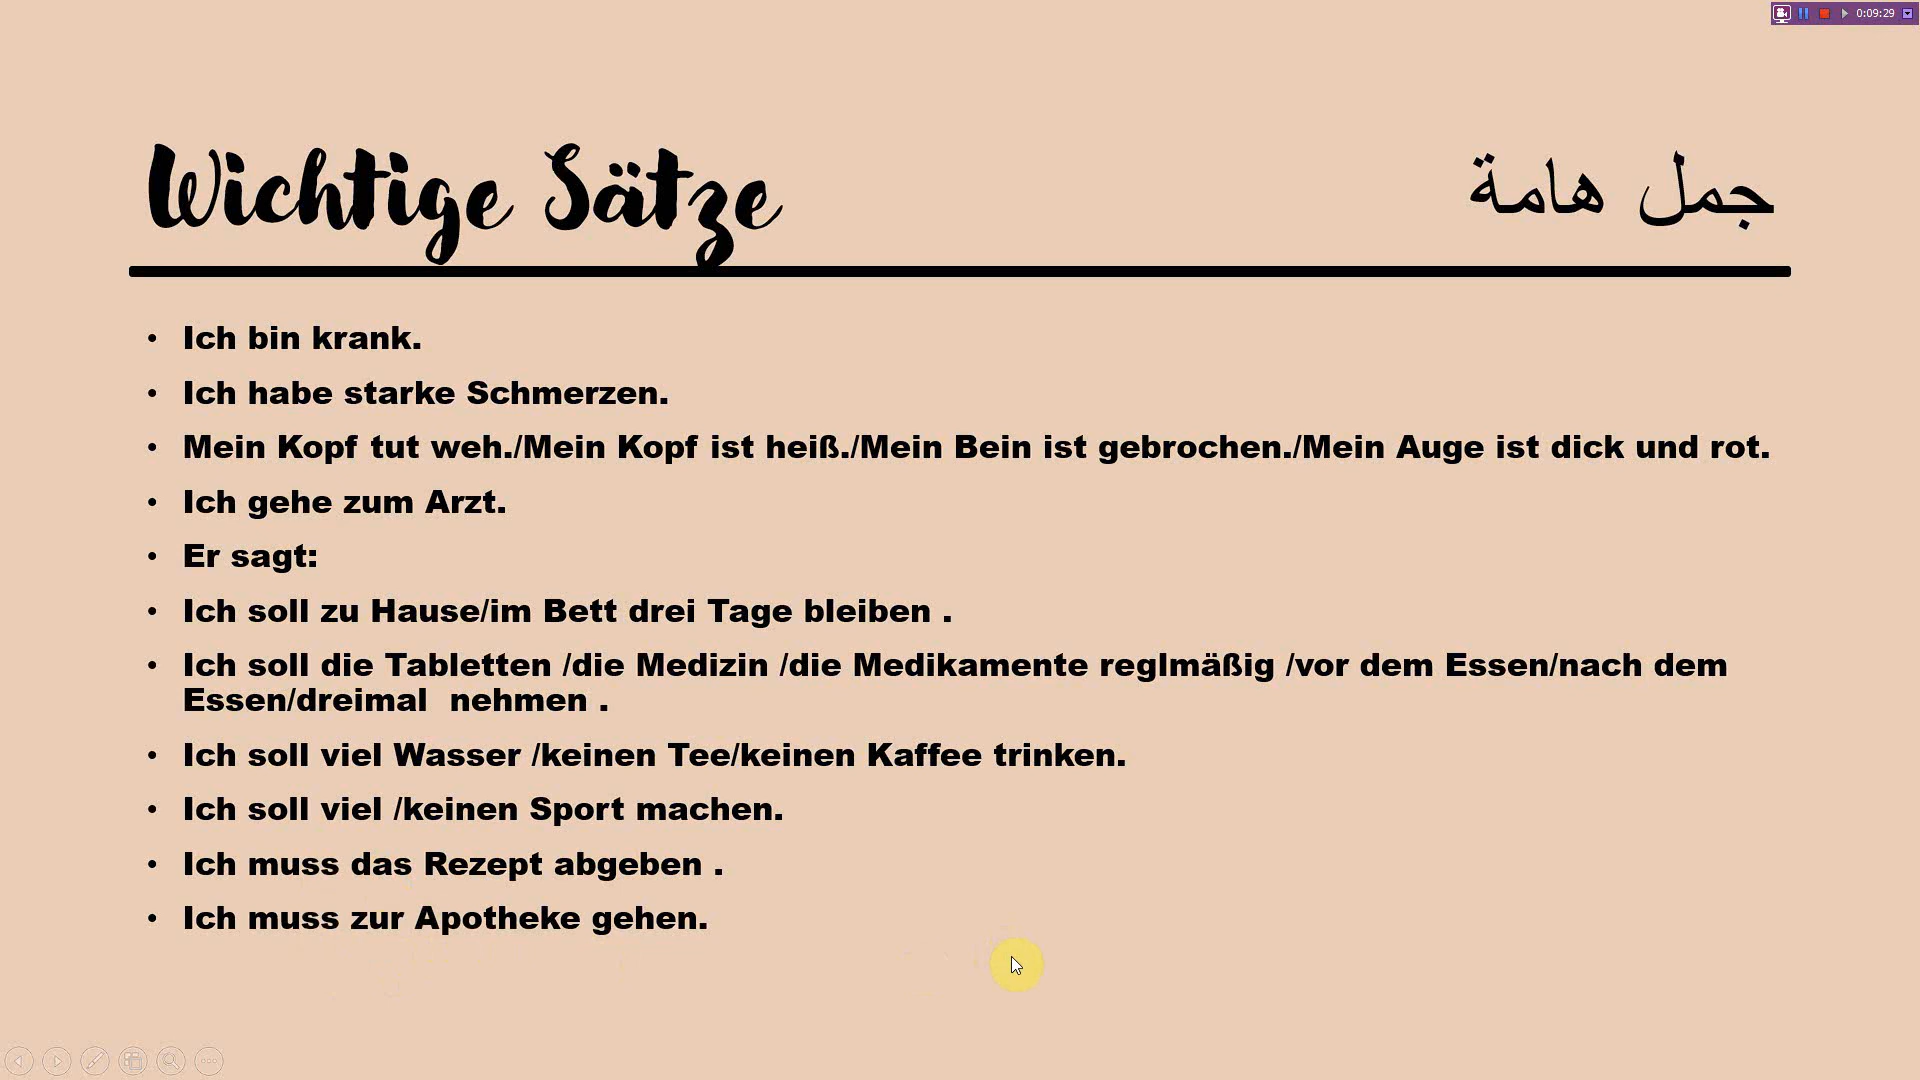 0:09:29
Wichtige Sätze
جمل هامة
• Ich bin krank.
• Ich habe starke Schmerzen.
• Mein Kopf tut weh./Mein Kopf ist heiß./Mein Bein ist gebrochen./Mein Auge ist dick und rot.
• Ich gehe zum Arzt.
• Er sagt:
• Ich soll zu Hause/im Bett drei Tage bleiben .
• Ich soll die Tabletten /die Medizin /die Medikamente reglmäßig /vor dem Essen/nach dem
Essen/dreimal  nehmen .
• Ich soll viel Wasser /keinen Tee/keinen Kaffee trinken.
• Ich soll viel /keinen Sport machen.
• Ich muss das Rezept abgeben .
• Ich muss zur Apotheke gehen.